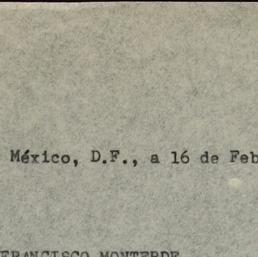 México, D.F., a 16 de Feb
FRANCISCO MONTERDE